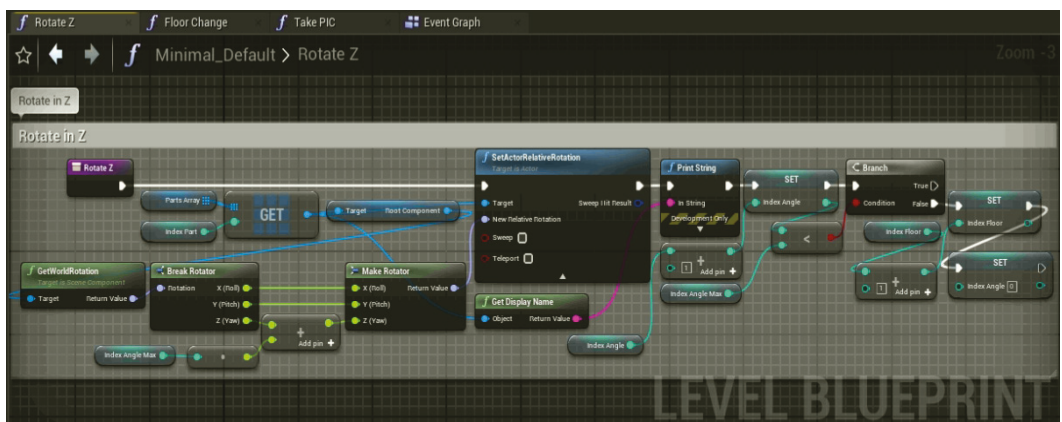 Rotate Z
Floor Change
Take PIC
Event Graph
Minimal_Default > Rotate Z
Zoom -3
Rotate in Z
Rotate in Z
Rotate Z
Parts Array
Index Part
GET
Target Root Component
SetActorRelativeRotation
Target is Actor
Target Sweep Hit Result
New Relative Rotation
Sweep
Teleport
Print String
In String
Development Only
SET
Index Angle
1 + Add pin +
Index Angle Max
<
Branch
Condition True
False
Index Floor
SET
Index Floor
1 + Add pin +
SET
Index Angle 0
GetWorldRotation
Target is Scene Component
Target Return Value
Break Rotator
Rotation X (Roll)
Y (Pitch)
Z (Yaw)
+
Add pin +
Make Rotator
X (Roll) Return Value
Y (Pitch)
Z (Yaw)
Get Display Name
Object Return Value
Index Angle
Index Angle Max
LEVEL BLUEPRINT